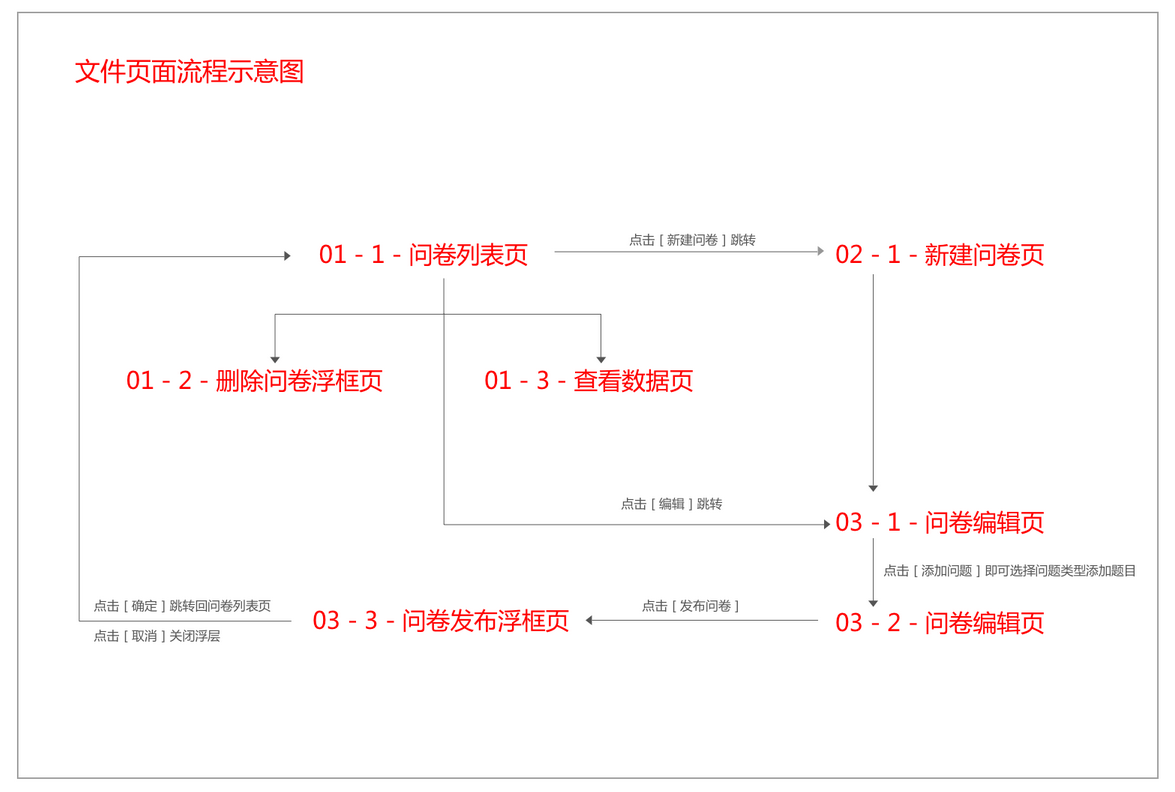 文件页面流程示意图
点击 [ 新建问卷 ] 跳转
01 - 1 - 问卷列表页
02 - 1 - 新建问卷页
01 - 2 - 删除问卷浮框页
01 - 3 - 查看数据页
点击 [ 编辑 ] 跳转
03 - 1 - 问卷编辑页
点击 [ 添加问题 ] 即可选择问题类型添加题目
点击 [ 确定 ] 跳转回问卷列表页
点击 [ 取消 ] 关闭浮层
03 - 3 - 问卷发布浮框页
点击 [ 发布问卷 ]
03 - 2 - 问卷编辑页